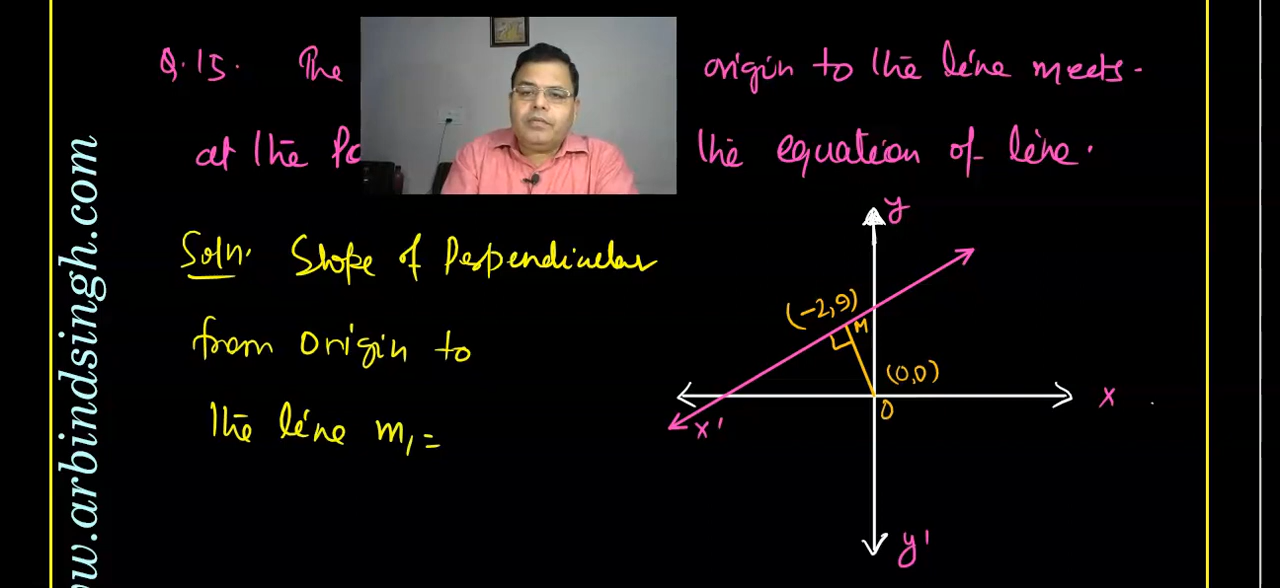 Q.15. The origin to the line meets.
at the the equation of line.
Soln. Slope of Perpendicular
from origin to
the line m₁ =
y
(-2,9)
M
(0,0)
O
x
x'
y'
ow.arbindsingh.com